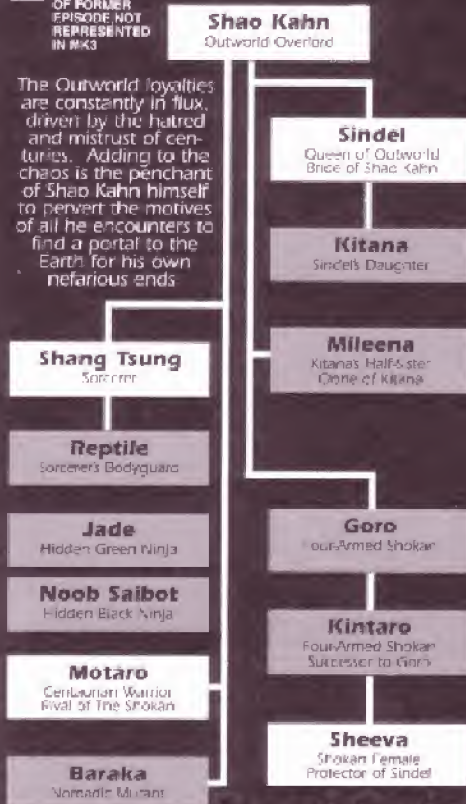 OF FORMER
EPISODE NOT
REPRESENTED
IN MK3
Shao Kahn
Outworld Overlord
The Outworld loyalties
are constantly in flux,
driven by the hatred
and mistrust of cen-
turies. Adding to the
chaos is the penchant
of Shao Kahn himself
to pervert the motives
of all he encounters to
find a portal to the
Earth for his own
nefarious ends
Sindel
Queen of Outworld
Bride of Shao Kahn
Kitana
Sindel's Daughter
Mileena
Kitana's Half-Sister
Clone of Kitana
Shang Tsung
Sorcerer
Reptile
Sorcerer's Bodyguard
Jade
Hidden Green Ninja
Noob Saibot
Hidden Black Ninja
Motaro
Centaurian Warrior
Rival of The Shokan
Baraka
Nomadic Mutant
Goro
Four-Armed Shokan
Kintaro
Four-Armed Shokan
Successor to Goro
Sheeva
Shokan Female
Protector of Sindel